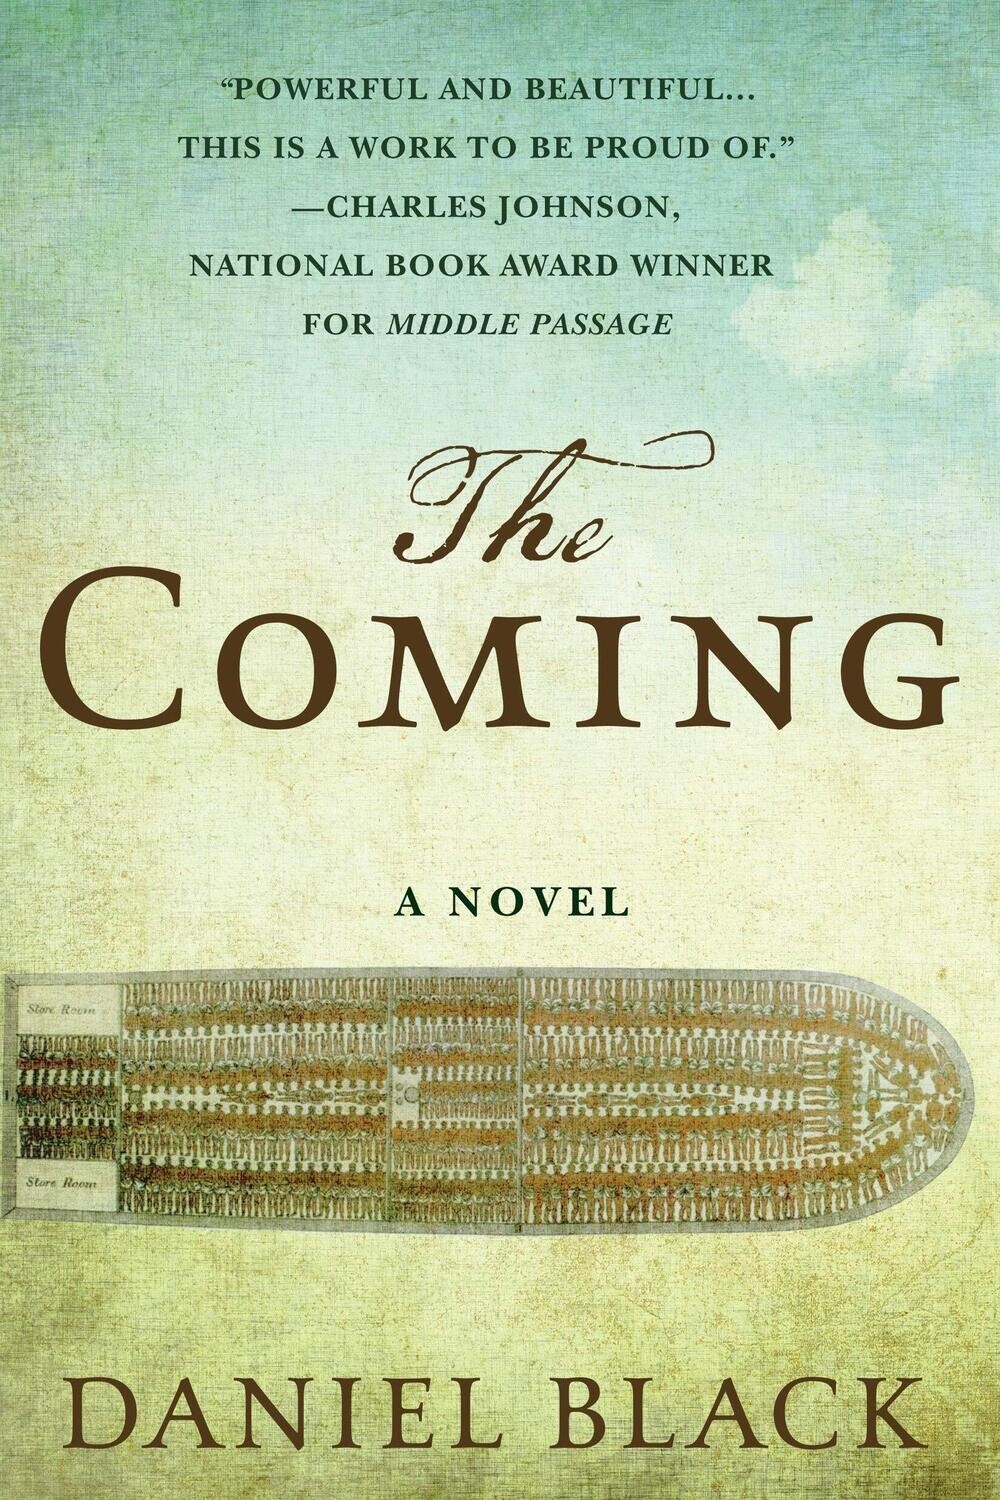 “POWERFUL AND BEAUTIFUL...
THIS IS A WORK TO BE PROUD OF.”
—CHARLES JOHNSON,
NATIONAL BOOK AWARD WINNER
FOR MIDDLE PASSAGE
The
COMING
A NOVEL
Store Room
Store Room
DANIEL BLACK